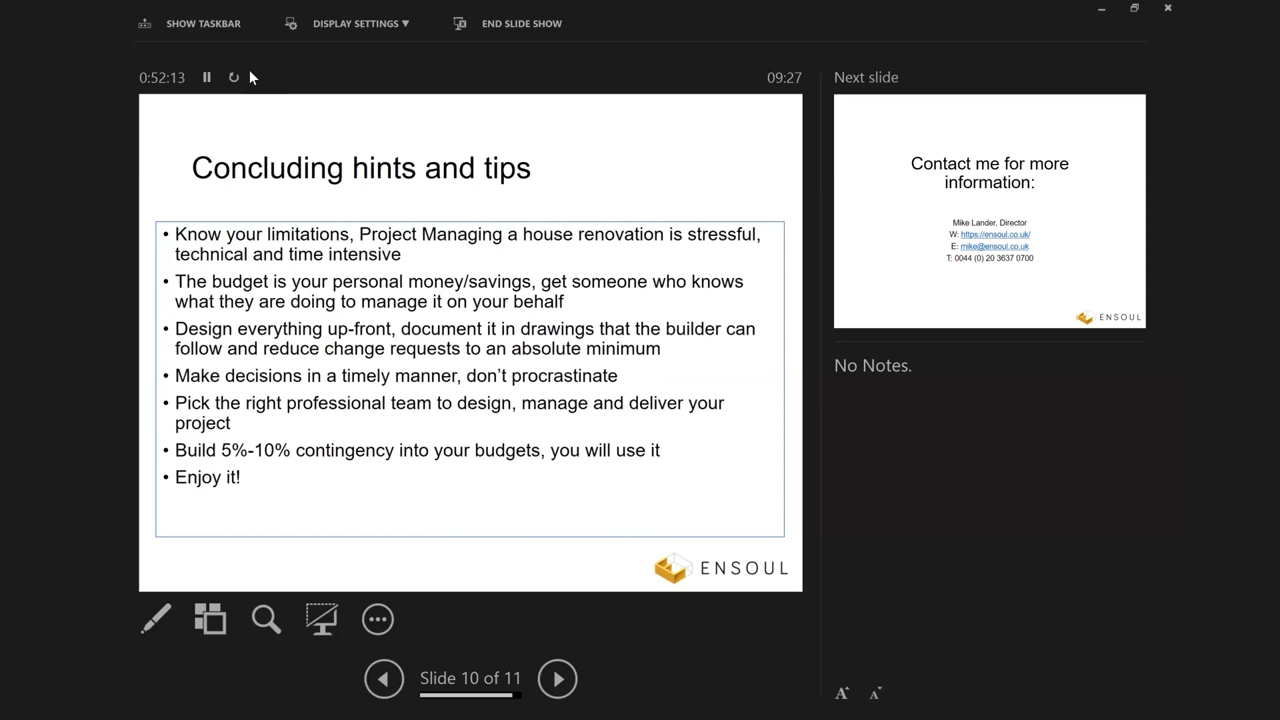 SHOW TASKBAR
DISPLAY SETTINGS ▼
END SLIDE SHOW
0:52:13
09:27
Next slide
Concluding hints and tips
• Know your limitations, Project Managing a house renovation is stressful,
technical and time intensive
• The budget is your personal money/savings, get someone who knows
what they are doing to manage it on your behalf
• Design everything up-front, document it in drawings that the builder can
follow and reduce change requests to an absolute minimum
• Make decisions in a timely manner, don’t procrastinate
• Pick the right professional team to design, manage and deliver your
project
• Build 5%-10% contingency into your budgets, you will use it
• Enjoy it!
ENSOUL
Contact me for more
information:
Mike Lander, Director
W: https://ensoul.co.uk/
E: mike@ensoul.co.uk
T: 0044 (0) 20 3637 0700
ENSOUL
No Notes.
Slide 10 of 11
A A